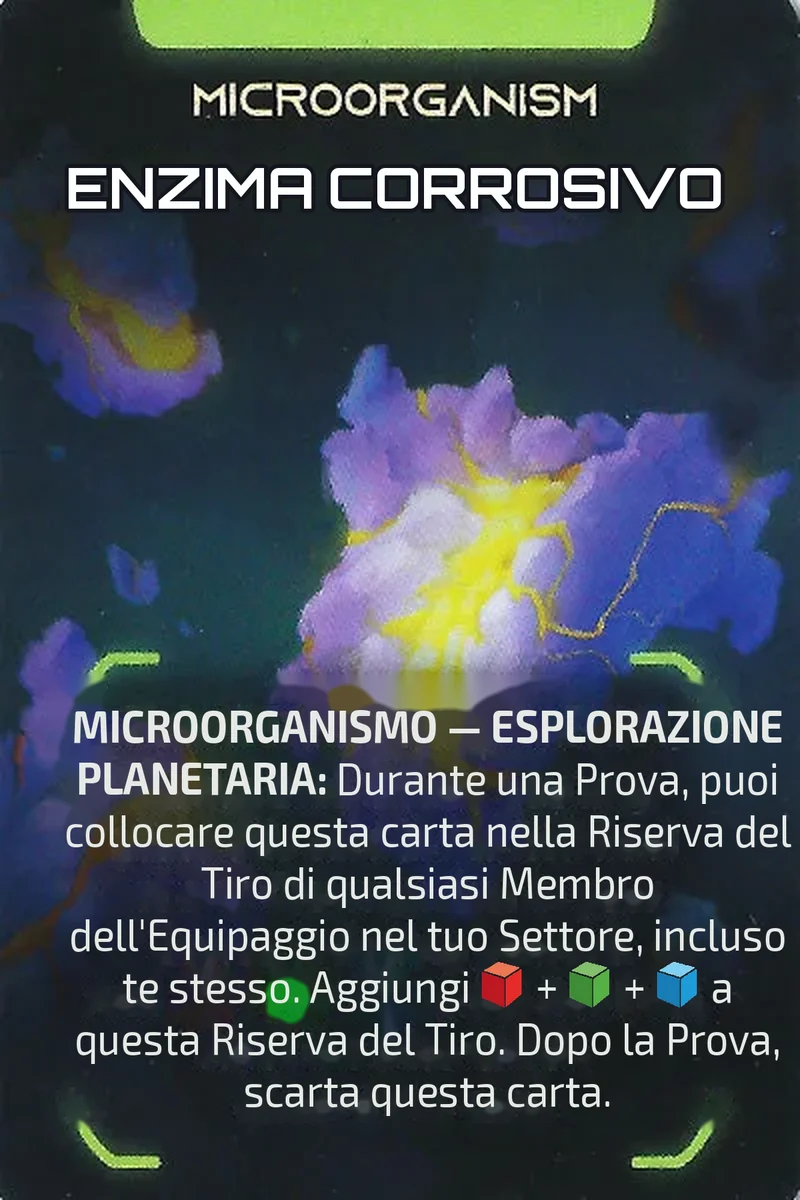 MICROORGANISM
ENZIMA CORROSIVO
MICROORGANISMO — ESPLORAZIONE
PLANETARIA: Durante una Prova, puoi
collocare questa carta nella Riserva del
Tiro di qualsiasi Membro
dell'Equipaggio nel tuo Settore, incluso
te stesso. Aggiungi + + a
questa Riserva del Tiro. Dopo la Prova,
scarta questa carta.